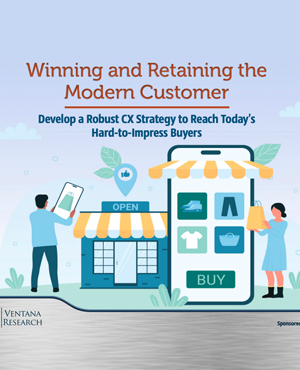 Winning and Retaining the
Modern Customer
Develop a Robust CX Strategy to Reach Today's
Hard-to-Impress Buyers
OPEN
BUY
VENTANA
RESEARCH
Sponsored